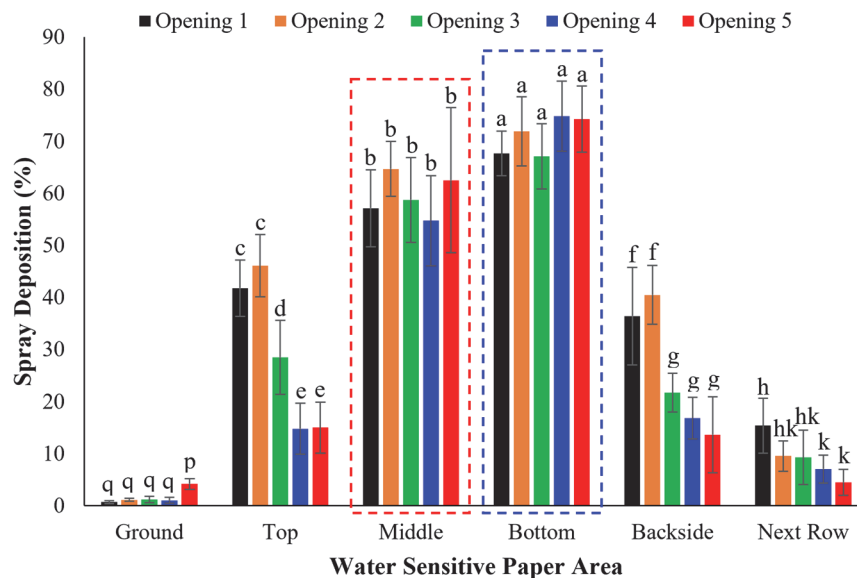 Opening 1 Opening 2 Opening 3 Opening 4 Opening 5
Spray Deposition (%)
90
80
70
60
50
40
30
20
10
0
q q q q p
c c d e e
b b b b b
a a a a a
f f g g g
h hk hk k k
Ground Top Middle Bottom Backside Next Row
Water Sensitive Paper Area